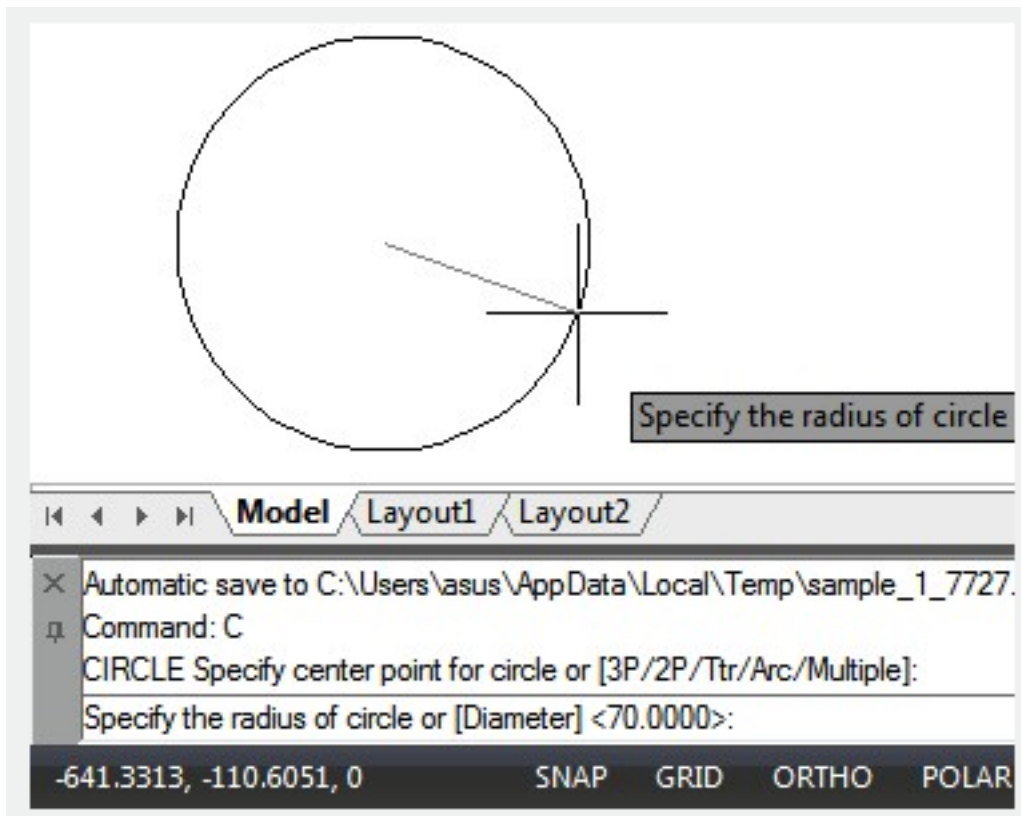 Specify the radius of circle
Model Layout1 Layout2
Automatic save to C:\Users\asus\AppData\Local\Temp\sample_1_7727.
Command: C
CIRCLE Specify center point for circle or [3P/2P/Ttr/Arc/Multiple]:
Specify the radius of circle or [Diameter] <70.0000>:
-641.3313, -110.6051, 0 SNAP GRID ORTHO POLAR